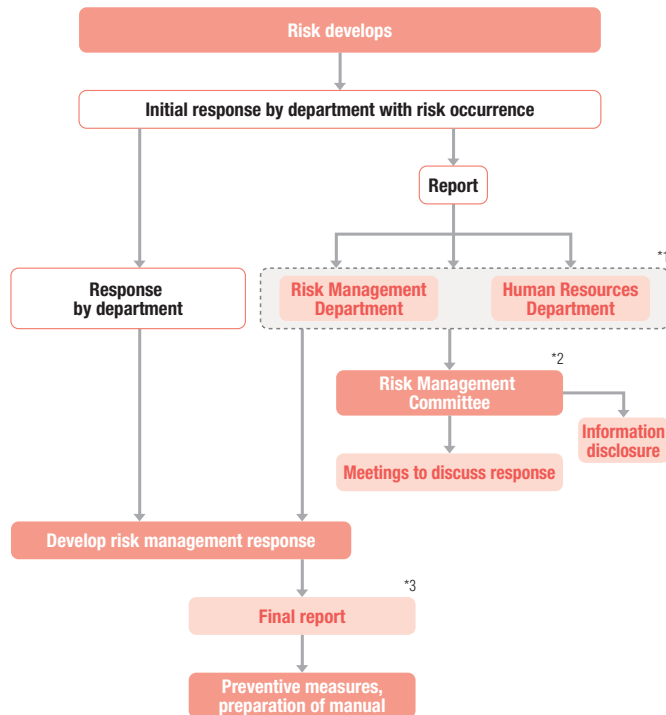 Risk develops
Initial response by department with risk occurrence
Report
*1
Response
by department
Risk Management
Department
Human Resources
Department
*2
Risk Management
Committee
Information
disclosure
Meetings to discuss response
Develop risk management response
*3
Final report
Preventive measures,
preparation of manual